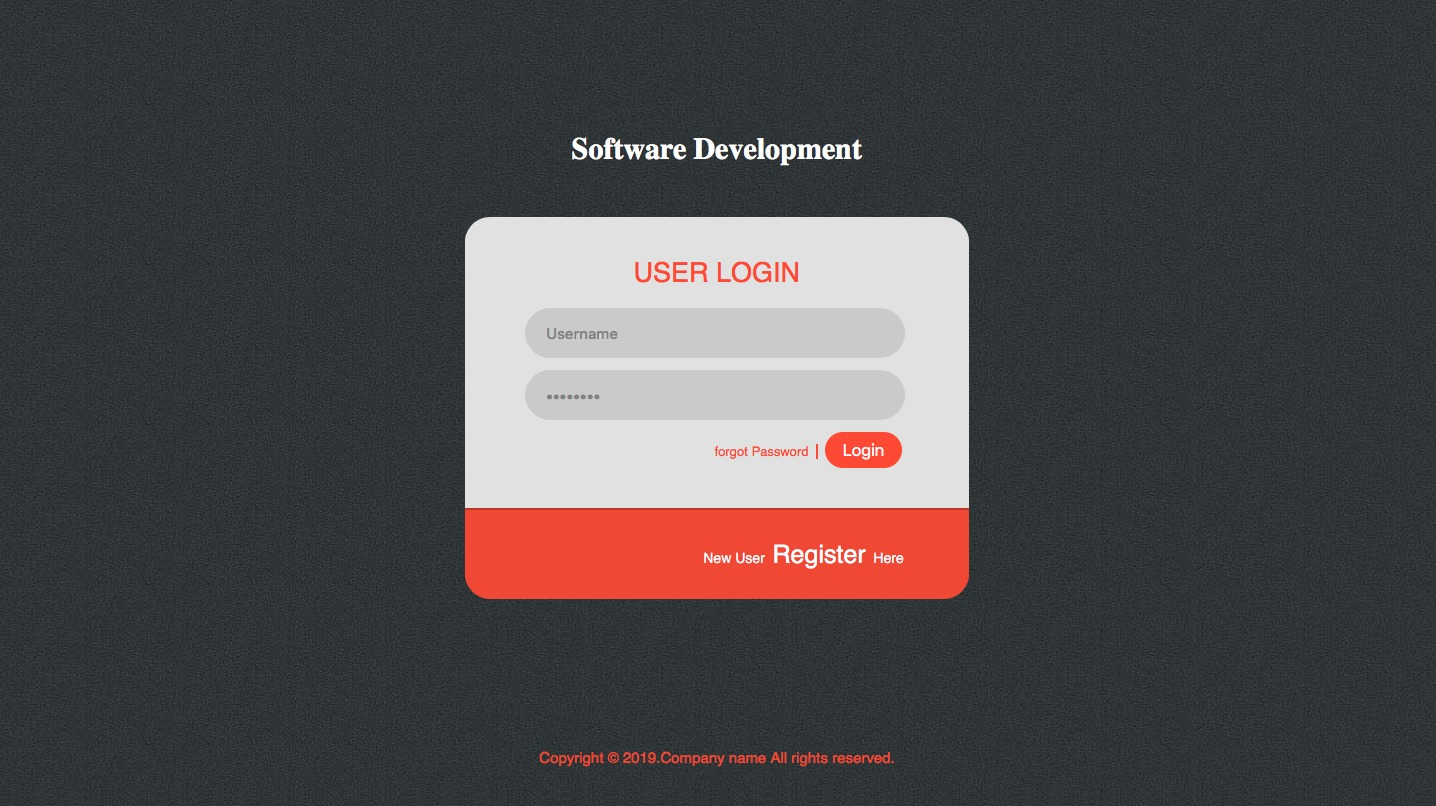 Software Development
USER LOGIN
Username
••••••••
forgot Password | Login
New User Register Here
Copyright © 2019.Company name All rights reserved.